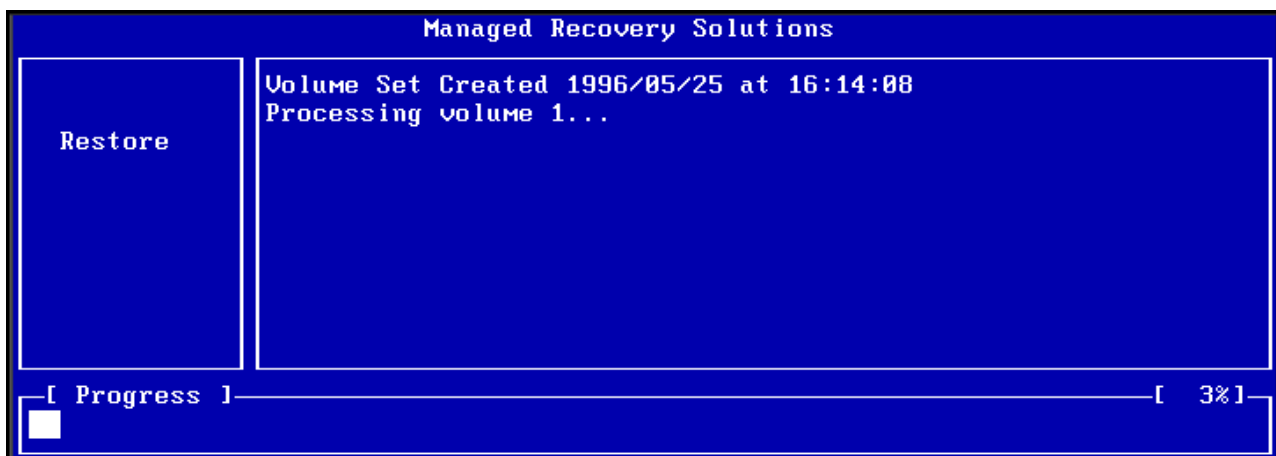 Managed Recovery Solutions
Restore
Volume Set Created 1996/05/25 at 16:14:08
Processing volume 1...
[ Progress ]
[ 3%]